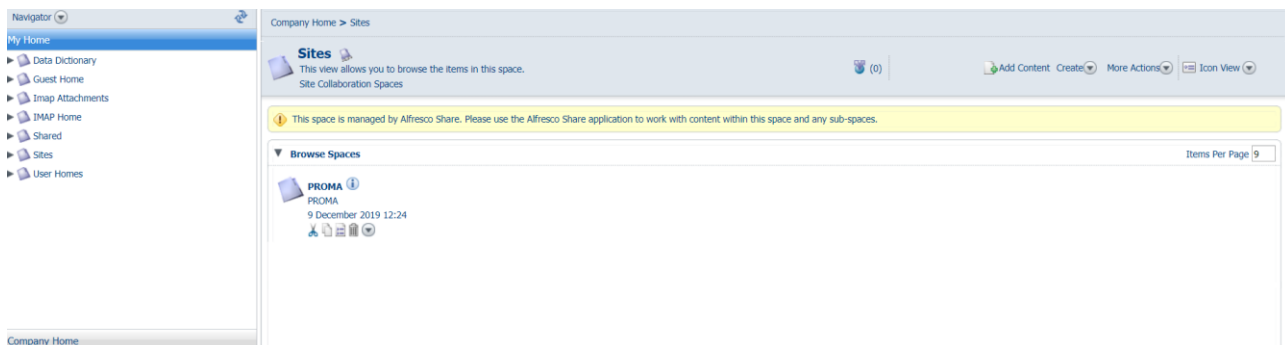 Navigator
My Home
Data Dictionary
Guest Home
Imap Attachments
IMAP Home
Shared
Sites
User Homes
Company Home
Company Home > Sites
Sites
This view allows you to browse the items in this space.
Site Collaboration Spaces
(0)
Add Content Create More Actions Icon View
This space is managed by Alfresco Share. Please use the Alfresco Share application to work with content within this space and any sub-spaces.
Browse Spaces
Items Per Page 9
PROMA
PROMA
9 December 2019 12:24